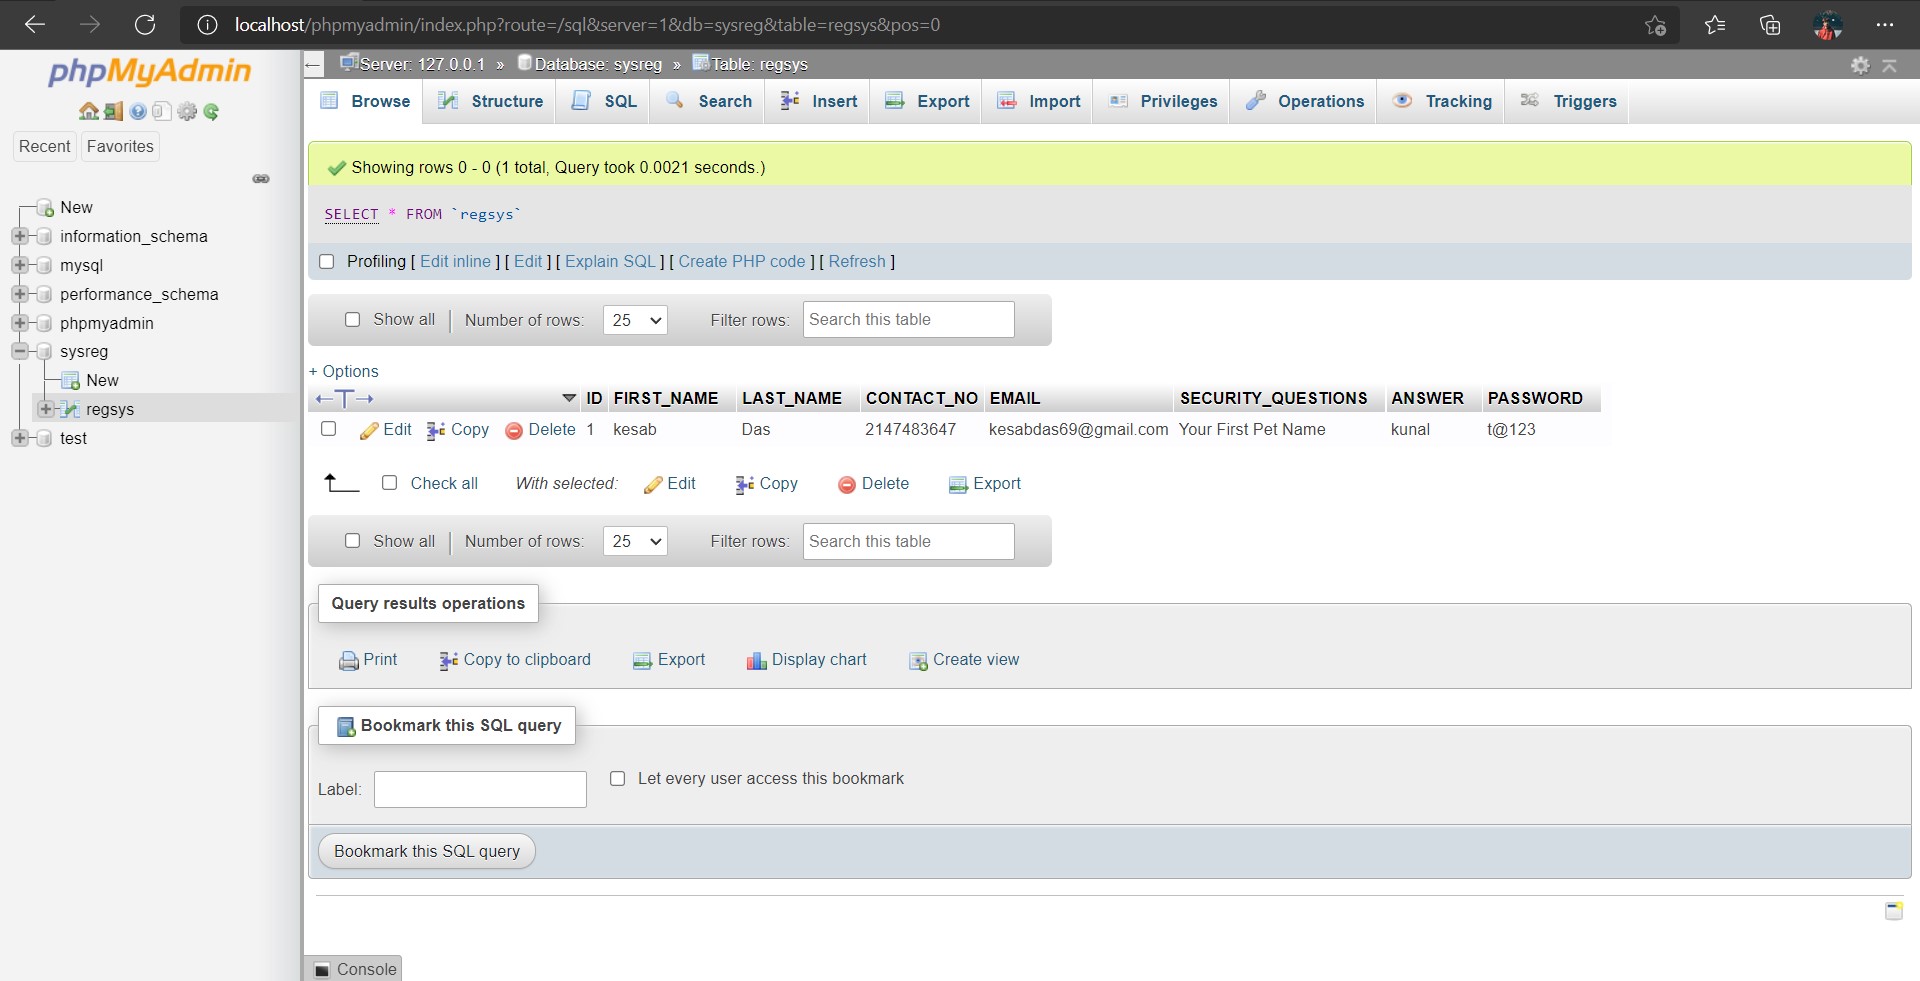 localhost/phpmyadmin/index.php?route=/sql&server=1&db=sysreg&table=regsys&pos=0
phpMyAdmin
Recent Favorites
New
information_schema
mysql
performance_schema
phpmyadmin
sysreg
New
regsys
test
Server: 127.0.0.1 » Database: sysreg » Table: regsys
Browse Structure SQL Search Insert Export Import Privileges Operations Tracking Triggers
Showing rows 0 - 0 (1 total, Query took 0.0021 seconds.)
SELECT * FROM `regsys`
Profiling [ Edit inline ] [ Edit ] [ Explain SQL ] [ Create PHP code ] [ Refresh ]
Show all | Number of rows: 25 Filter rows: Search this table
+ Options
ID FIRST_NAME LAST_NAME CONTACT_NO EMAIL SECURITY_QUESTIONS ANSWER PASSWORD
Edit Copy Delete 1 kesab Das 2147483647 kesabdas69@gmail.com Your First Pet Name kunal t@123
Check all With selected: Edit Copy Delete Export
Show all | Number of rows: 25 Filter rows: Search this table
Query results operations
Print Copy to clipboard Export Display chart Create view
Bookmark this SQL query
Label: Let every user access this bookmark
Bookmark this SQL query
Console